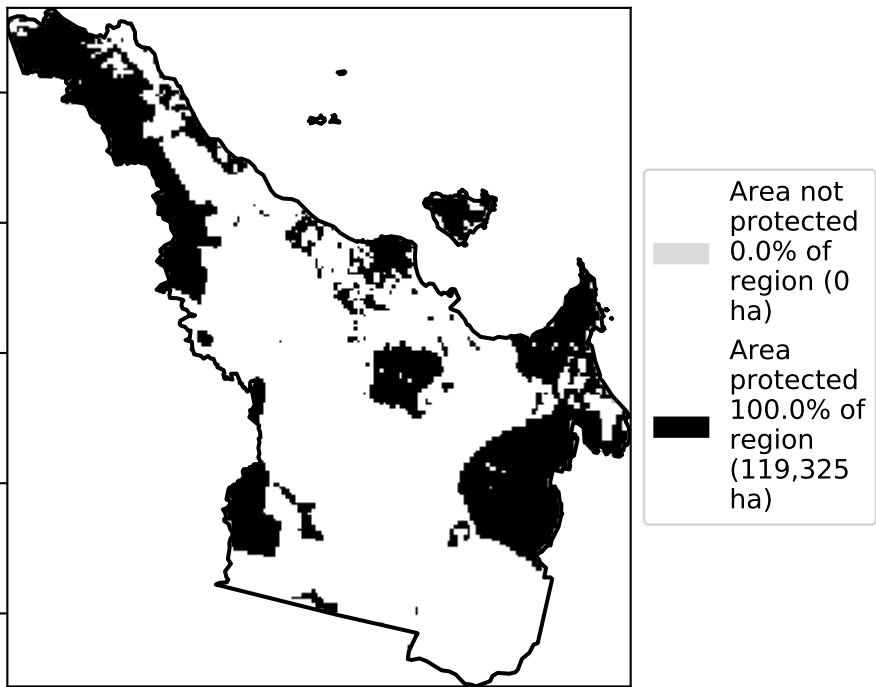 Area not
protected
0.0% of
region (0
ha)
Area
protected
100.0% of
region
(119,325
ha)